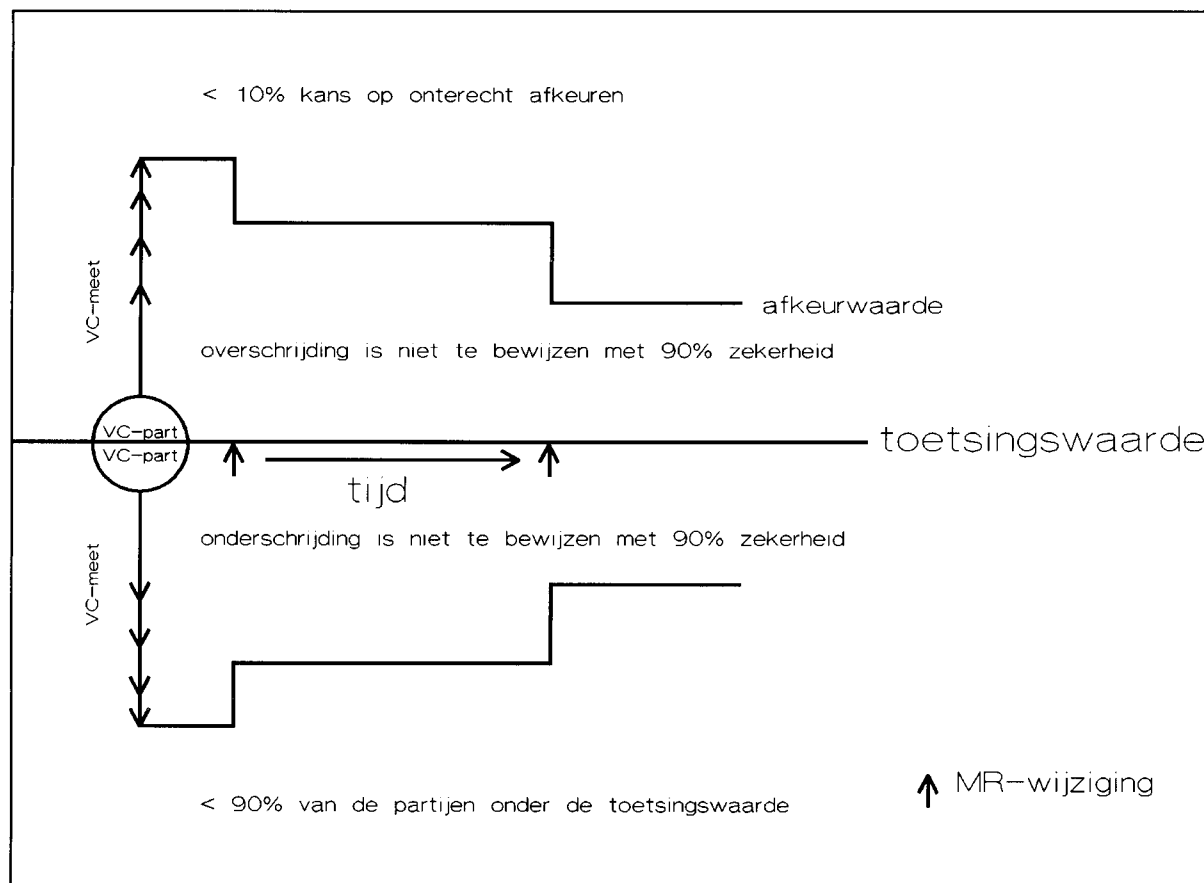 < 10% kans op onterecht afkeuren
VC-meet
afkeurwaarde
overschrijding is niet te bewijzen met 90% zekerheid
VC-part
VC-part
toetsingswaarde
tijd
onderschrijding is niet te bewijzen met 90% zekerheid
VC-meet
MR-wijziging
< 90% van de partijen onder de toetsingswaarde